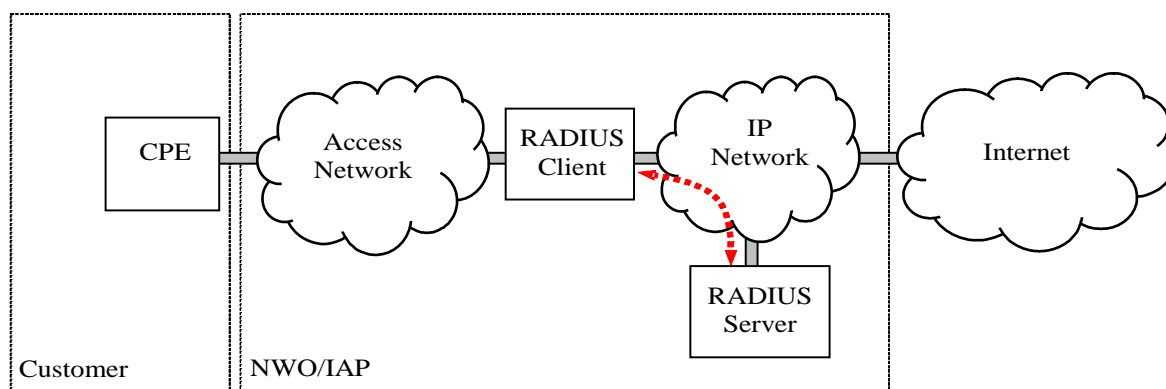 CPE
Access
Network
RADIUS
Client
IP
Network
Internet
RADIUS
Server
Customer
NWO/IAP